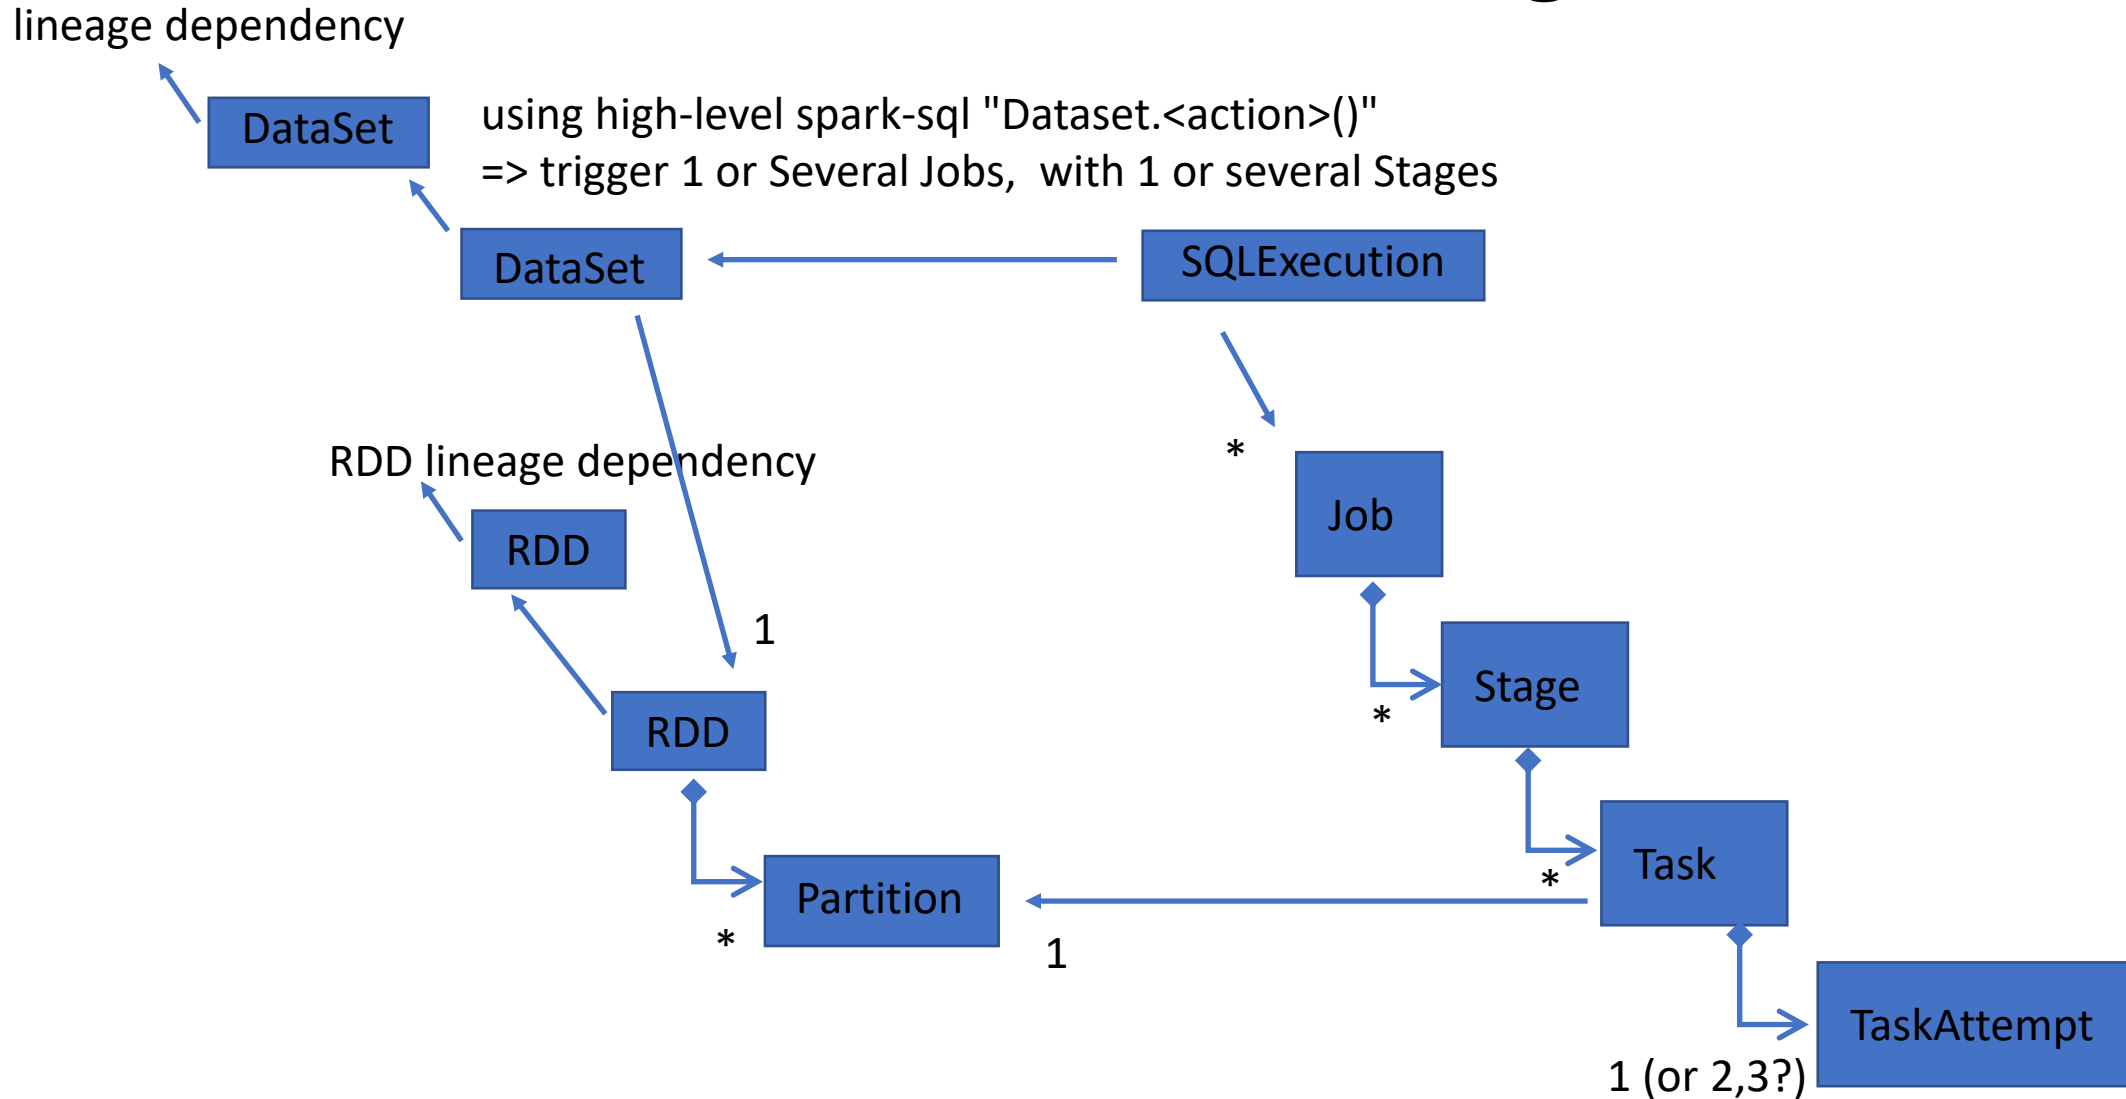 lineage dependency
DataSet
using high-level spark-sql "Dataset.<action>()"
=> trigger 1 or Several Jobs, with 1 or several Stages
DataSet
SQLExecution
*
RDD lineage dependency
Job
RDD
1
Stage
*
RDD
Task
*
Partition
*
1
TaskAttempt
1 (or 2,3?)